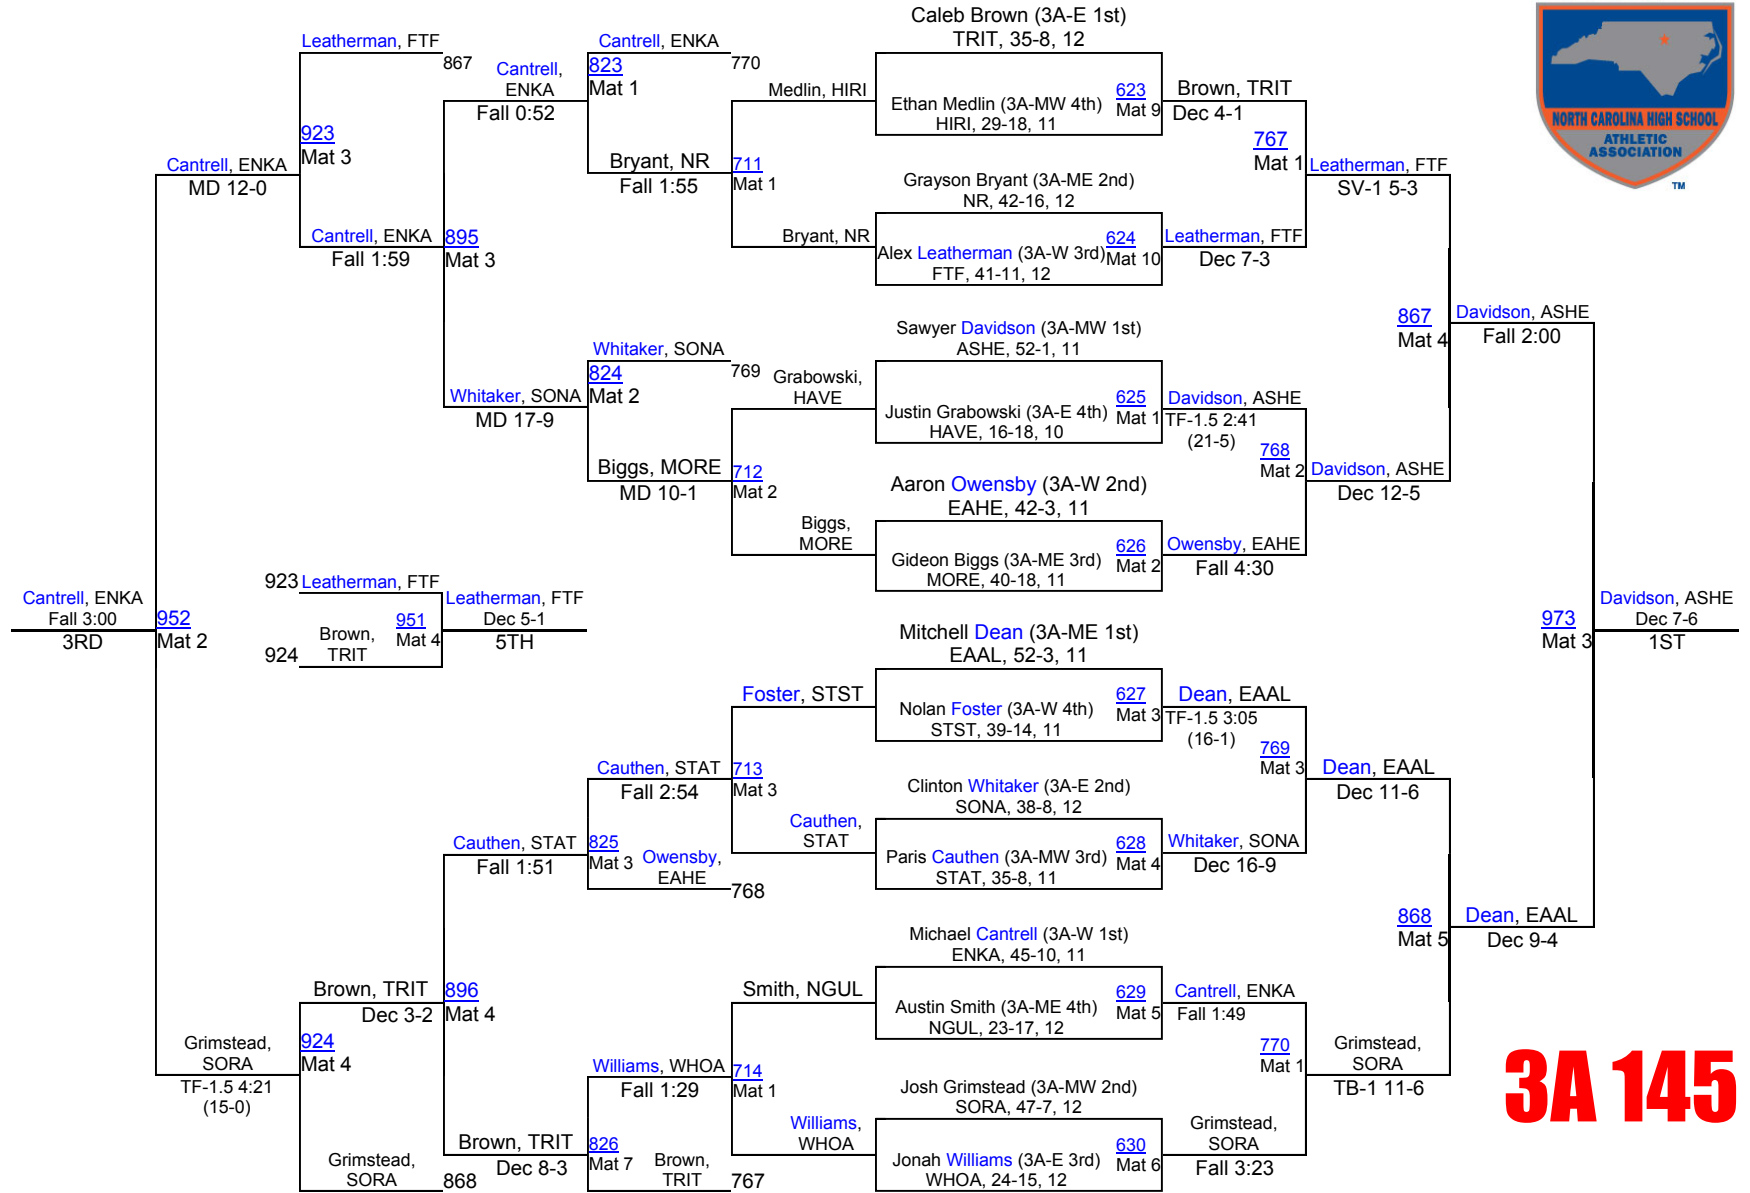 Caleb Brown (3A-E 1st)
TRIT, 35-8, 12
Leatherman, FTF
867
Cantrell, ENKA
770
823
Mat 1
Cantrell,
ENKA
Fall 0:52
Medlin, HIRI
Ethan Medlin (3A-MW 4th)
HIRI, 29-18, 11
623
Mat 9
Brown, TRIT
Dec 4-1
NORTH CAROLINA HIGH SCHOOL
ATHLETIC
ASSOCIATION
TM
923
Mat 3
767
Mat 1
Cantrell, ENKA
MD 12-0
Bryant, NR
Fall 1:55
711
Mat 1
Grayson Bryant (3A-ME 2nd)
NR, 42-16, 12
Leatherman, FTF
SV-1 5-3
Cantrell, ENKA
Fall 1:59
895
Mat 3
Bryant, NR
Alex Leatherman (3A-W 3rd)
FTF, 41-11, 12
624
Mat 10
Leatherman, FTF
Dec 7-3
Sawyer Davidson (3A-MW 1st)
ASHE, 52-1, 11
867
Mat 4
Davidson, ASHE
Fall 2:00
Whitaker, SONA
769
824
Mat 2
Whitaker, SONA
MD 17-9
Grabowski,
HAVE
Justin Grabowski (3A-E 4th)
HAVE, 16-18, 10
625
Mat 1
Davidson, ASHE
TF-1.5 2:41
(21-5)
768
Mat 2
Biggs, MORE
MD 10-1
712
Mat 2
Aaron Owensby (3A-W 2nd)
EAHE, 42-3, 11
Davidson, ASHE
Dec 12-5
Biggs,
MORE
Gideon Biggs (3A-ME 3rd)
MORE, 40-18, 11
626
Mat 2
Owensby, EAHE
Fall 4:30
Cantrell, ENKA
Fall 3:00
3RD
952
Mat 2
923
Leatherman, FTF
924
Brown,
TRIT
951
Mat 4
Leatherman, FTF
Dec 5-1
5TH
Mitchell Dean (3A-ME 1st)
EAAL, 52-3, 11
973
Mat 3
Davidson, ASHE
Dec 7-6
1ST
Foster, STST
Nolan Foster (3A-W 4th)
STST, 39-14, 11
627
Mat 3
Dean, EAAL
TF-1.5 3:05
(16-1)
769
Mat 3
Cauthen, STAT
Fall 2:54
713
Mat 3
Clinton Whitaker (3A-E 2nd)
SONA, 38-8, 12
Dean, EAAL
Dec 11-6
Cauthen, STAT
Fall 1:51
825
Mat 3
Owensby,
EAHE
768
Cauthen,
STAT
Paris Cauthen (3A-MW 3rd)
STAT, 35-8, 11
628
Mat 4
Whitaker, SONA
Dec 16-9
868
Mat 5
Dean, EAAL
Dec 9-4
Michael Cantrell (3A-W 1st)
ENKA, 45-10, 11
Brown, TRIT
Dec 3-2
896
Mat 4
Smith, NGUL
Austin Smith (3A-ME 4th)
NGUL, 23-17, 12
629
Mat 5
Cantrell, ENKA
Fall 1:49
Grimstead,
SORA
TF-1.5 4:21
(15-0)
924
Mat 4
770
Mat 1
Grimstead,
SORA
TB-1 11-6
Williams, WHOA
Fall 1:29
714
Mat 1
Josh Grimstead (3A-MW 2nd)
SORA, 47-7, 12
3A 145
Grimstead,
SORA
868
Brown, TRIT
Dec 8-3
826
Mat 7
Brown,
TRIT
767
Williams,
WHOA
Jonah Williams (3A-E 3rd)
WHOA, 24-15, 12
630
Mat 6
Grimstead,
SORA
Fall 3:23